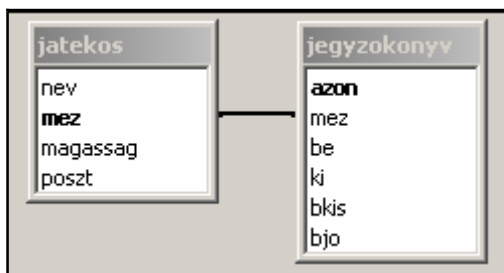 jatekos
nev
mez
magassag
poszt
jegyzokonyv
azon
mez
be
ki
bkis
bjo